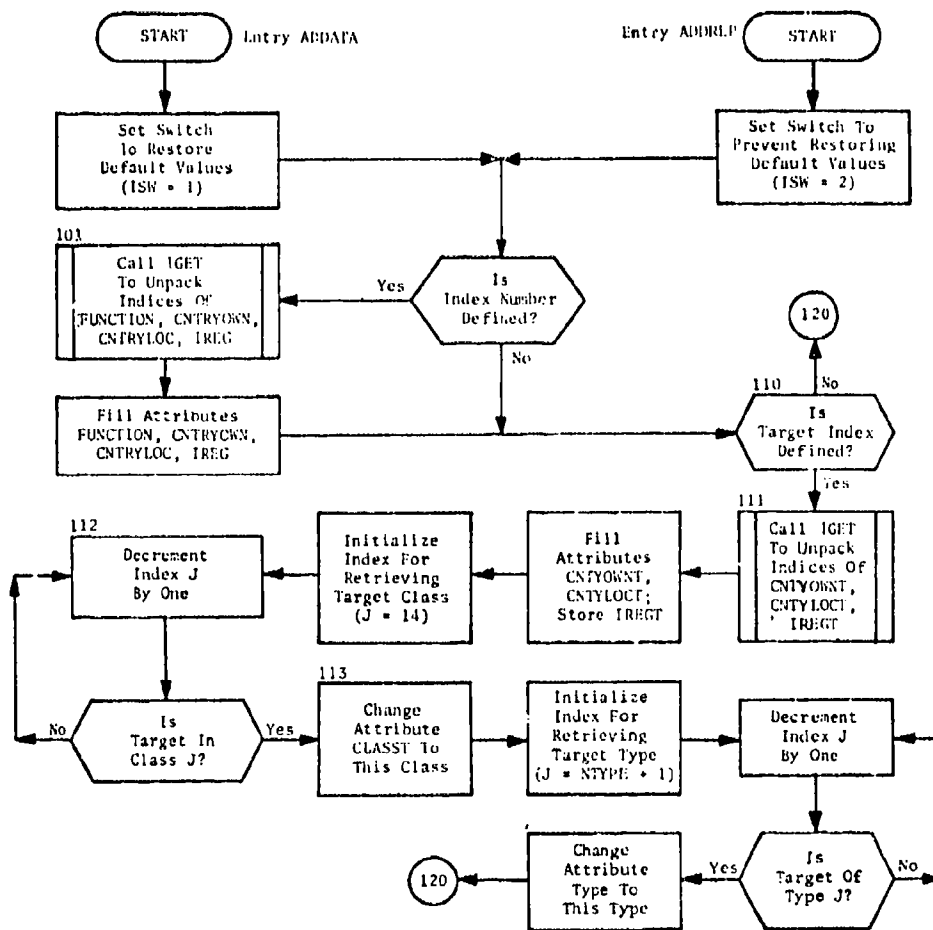 START
Entry ADDATA
Entry ADDREP
START
Set Switch
To Restore
Default Values
(ISW = 1)
Set Switch To
Prevent Restoring
Default Values
(ISW = 2)
101
Call IGET
To Unpack
Indices Of
FUNCTION, CNTRYOWN,
CNTRYLOC, IREG
Yes
Is
Index Number
Defined?
No
120
No
110
Is
Target Index
Defined?
Yes
Fill Attributes
FUNCTION, CNTRYOWN,
CNTRYLOC, IREG
112
Decrement
Index J
By One
Initialize
Index For
Retrieving
Target Class
(J = 14)
Fill
Attributes
CNTYOWNT,
CNTYLOCT;
Store IREGT
111
Call IGET
To Unpack
Indices Of
CNTYOWNT,
CNTYLOCT,
IREGT
No
Is
Target In
Class J?
Yes
113
Change
Attribute
CLASST To
This Class
Initialize
Index For
Retrieving
Target Type
(J = NTYPE + 1)
Decrement
Index J
By One
120
Change
Attribute
Type To
This Type
Yes
Is
Target Of
Type J?
No